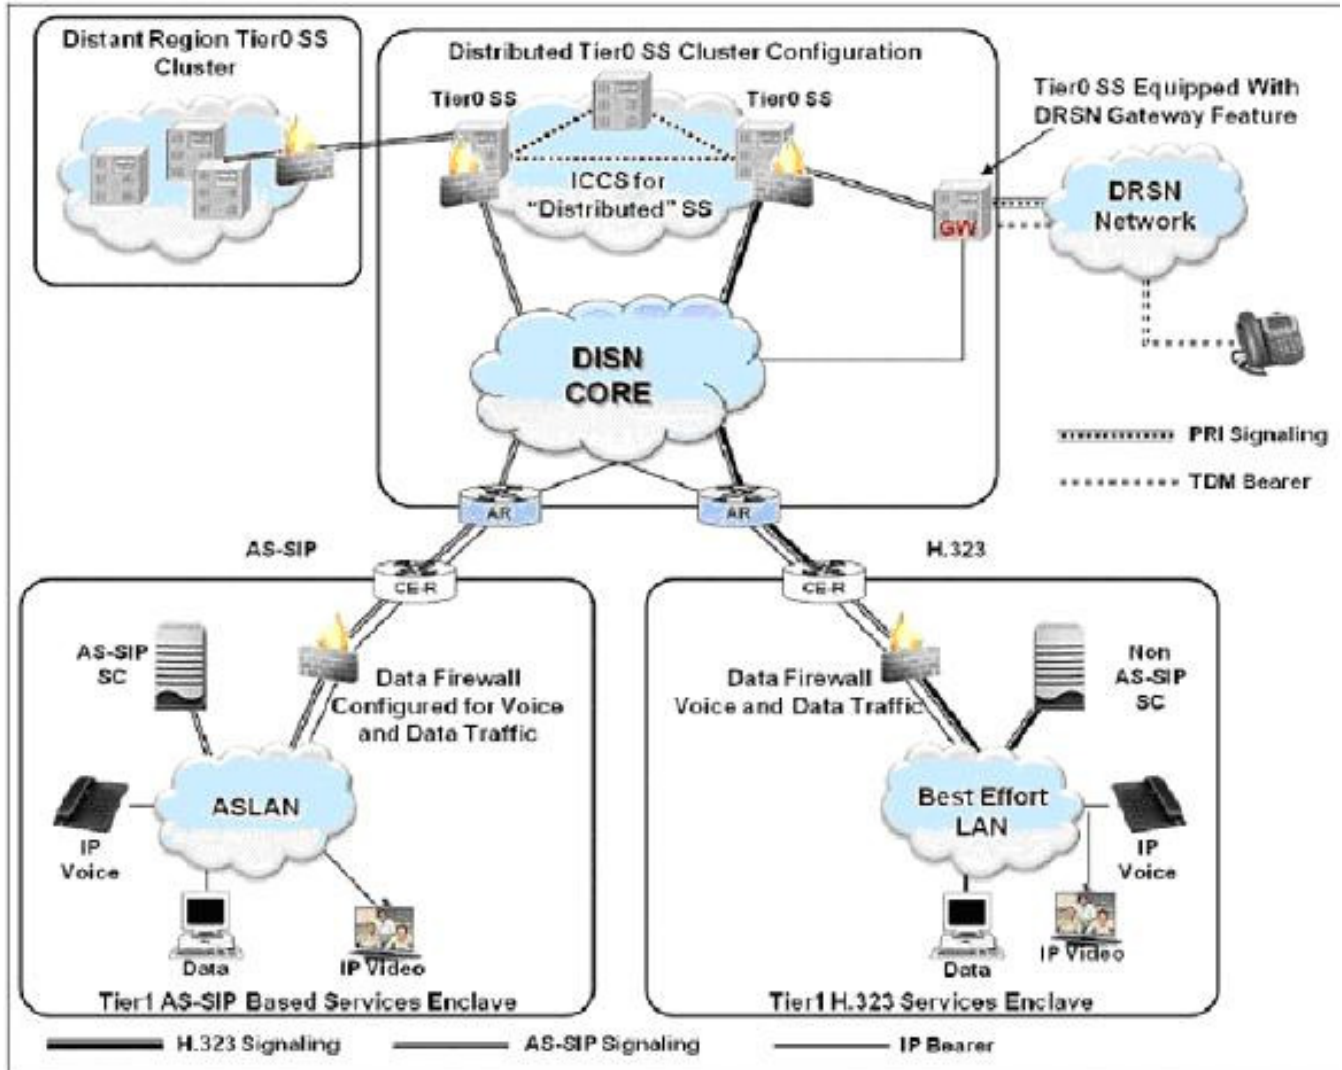 Distant Region Tier0 SS
Cluster
Distributed Tier0 SS Cluster Configuration
Tier0 SS
Tier0 SS
Tier0 SS Equipped With
DRSN Gateway Feature
ICCS for
“Distributed” SS
GW
DRSN
Network
DISN
CORE
PRI Signaling
TDM Bearer
AR
AR
AS-SIP
H.323
CE-R
CE-R
AS-SIP
SC
Data Firewall
Configured for Voice
and Data Traffic
Data Firewall
Voice and Data Traffic
Non
AS-SIP
SC
ASLAN
Best Effort
LAN
IP
Voice
IP
Voice
Data
IP Video
Data
IP Video
Tier1 AS-SIP Based Services Enclave
Tier1 H.323 Services Enclave
H.323 Signaling
AS-SIP Signaling
IP Bearer